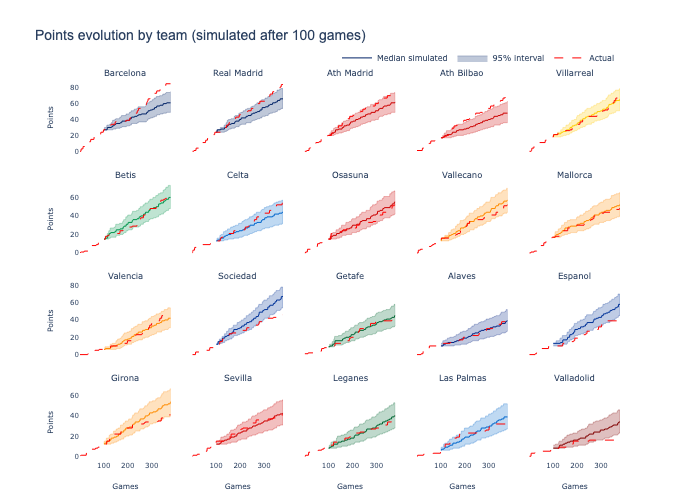 Points evolution by team (simulated after 100 games)
Median simulated 95% interval Actual
Barcelona Real Madrid Ath Madrid Ath Bilbao Villarreal
80
60
40
20
0
Points
Betis Celta Osasuna Vallecano Mallorca
60
40
20
0
Points
Valencia Sociedad Getafe Alaves Espanol
80
60
40
20
0
Points
Girona Sevilla Leganes Las Palmas Valladolid
60
40
20
0
Points
100 200 300 100 200 300 100 200 300 100 200 300 100 200 300
Games Games Games Games Games